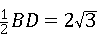 ½BD = 2√3